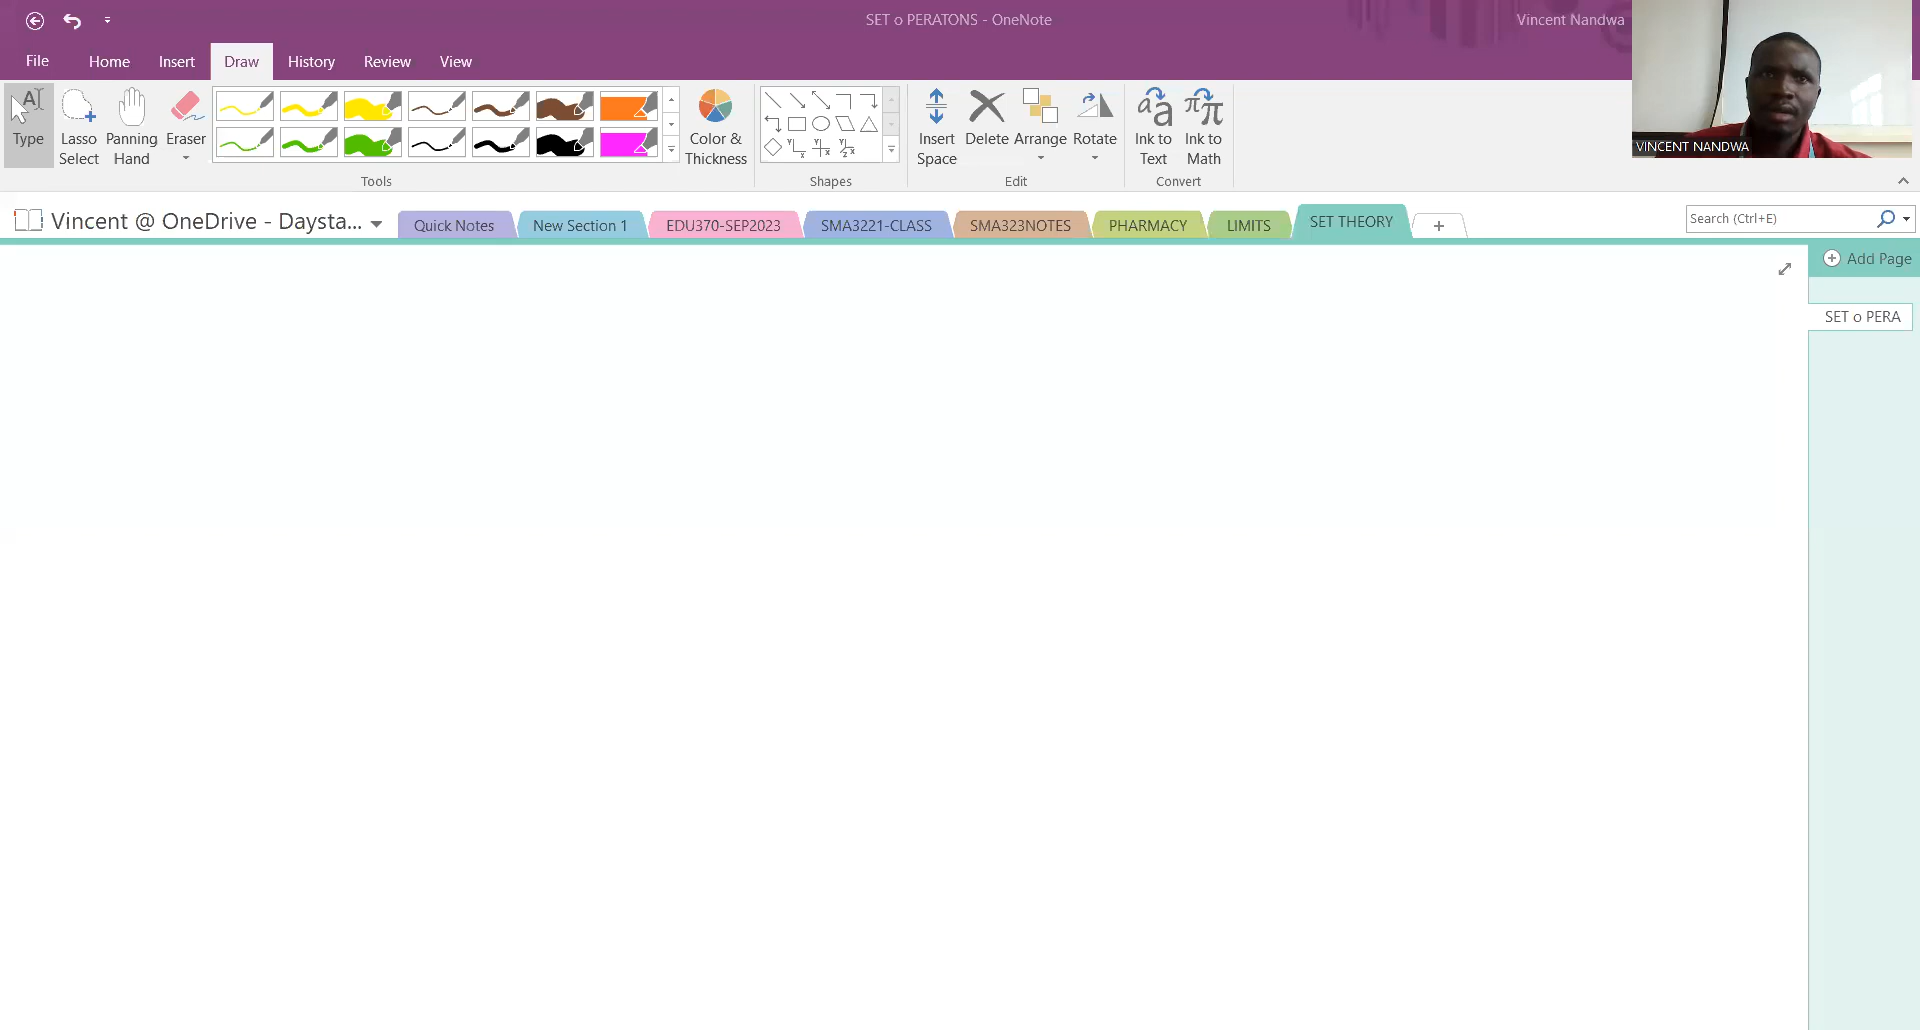 SET o PERATONS - OneNote
Vincent Nandwa
File
Home
Insert
Draw
History
Review
View
Type
Lasso
Select
Panning
Hand
Eraser
Color &
Thickness
Insert
Space
Delete
Arrange
Rotate
Ink to
Text
Ink to
Math
Tools
Shapes
Edit
Convert
VINCENT NANDWA
Vincent @ OneDrive - Daysta...
Quick Notes
New Section 1
EDU370-SEP2023
SMA3221-CLASS
SMA323NOTES
PHARMACY
LIMITS
SET THEORY
Search (Ctrl+E)
Add Page
SET o PERA